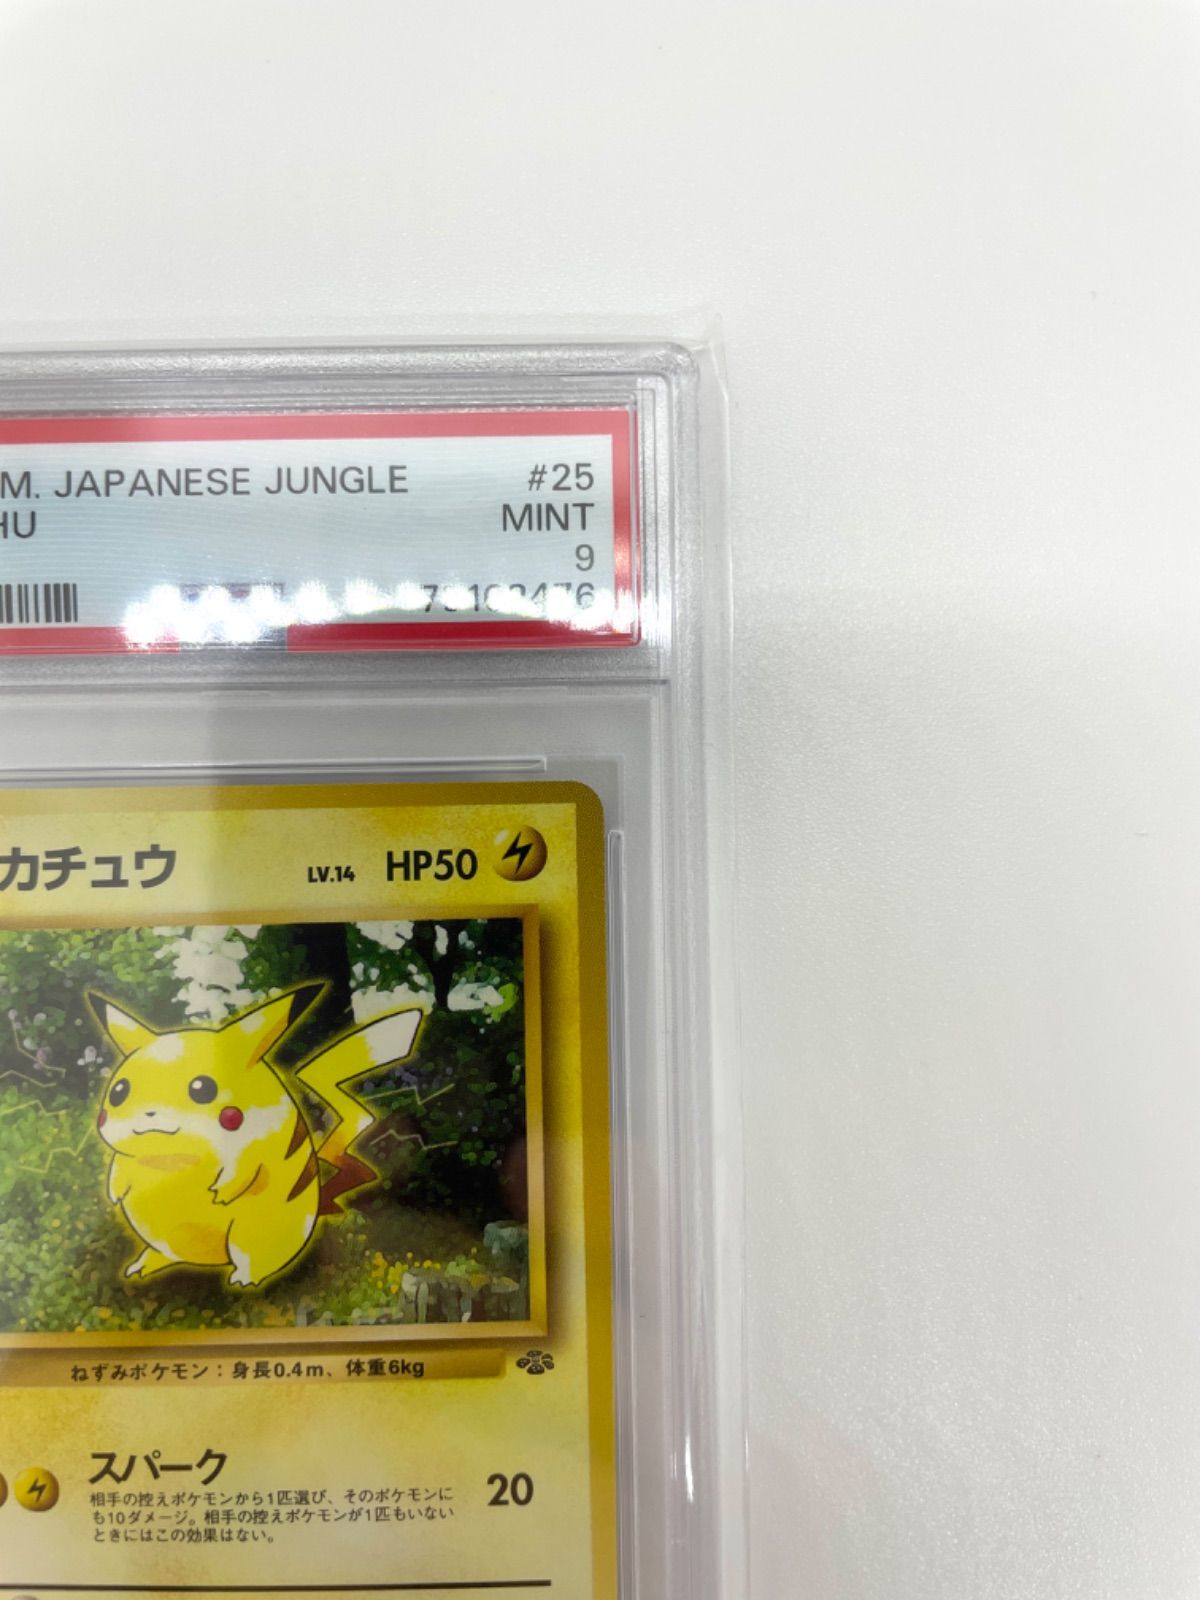 M. JAPANESE JUNGLE #25
HU MINT
9
カチュウ LV.14 HP50
ねずみポケモン：身長0.4m、体重6kg
スパーク 20
相手の控えポケモンから1匹選び、そのポケモンに
も10ダメージ。相手の控えポケモンが1匹もいない
ときにはこの効果はない。